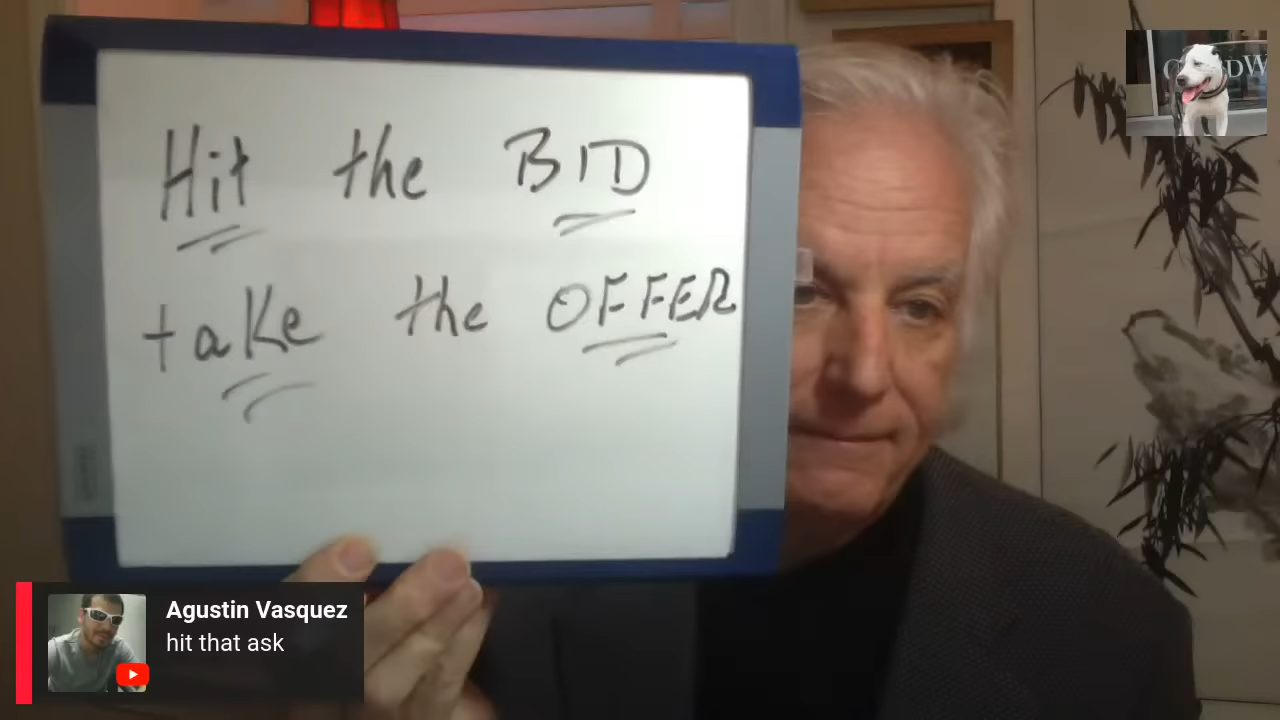 Hit the BID
take the OFFER
Agustin Vasquez
hit that ask